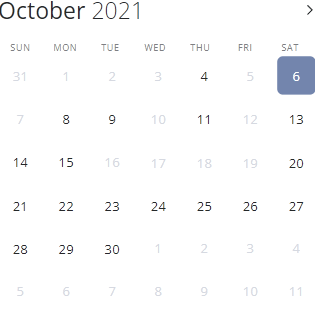 October 2021
SUN MON TUE WED THU FRI SAT
31 1 2 3 4 5 6
7 8 9 10 11 12 13
14 15 16 17 18 19 20
21 22 23 24 25 26 27
28 29 30 1 2 3 4
5 6 7 8 9 10 11